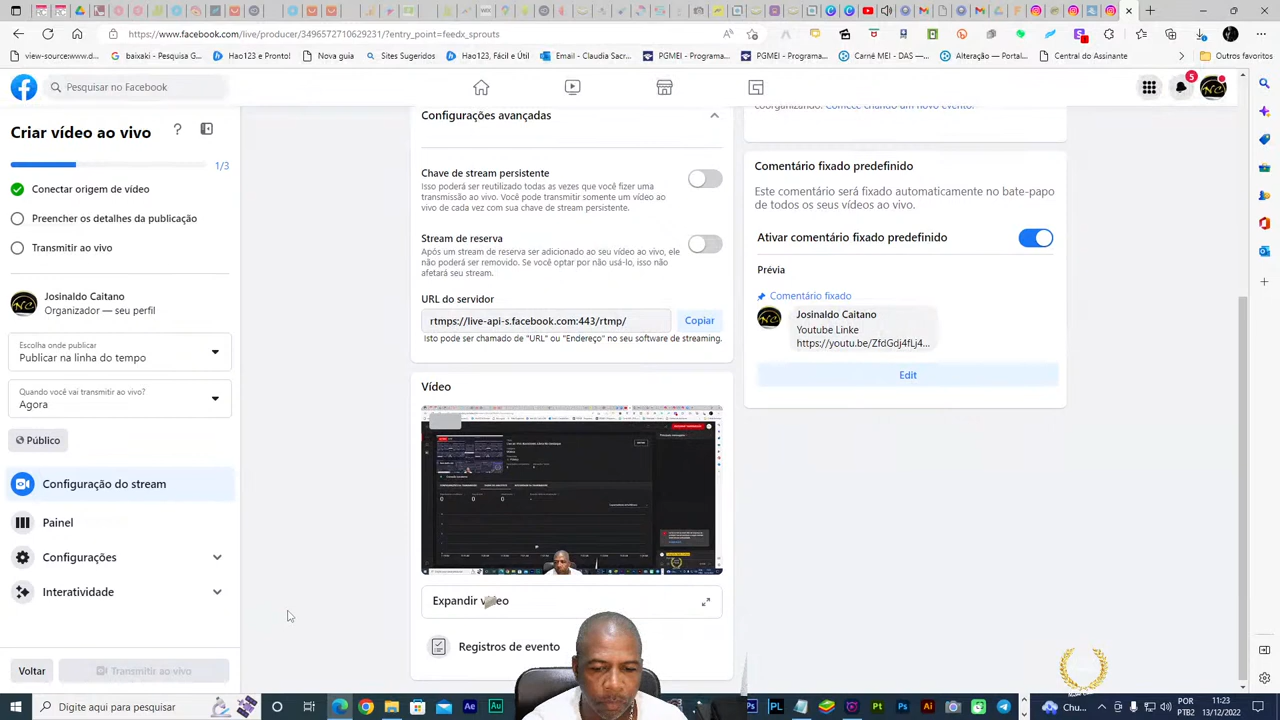 https://www.facebook.com/live/producer/3496572710629231/?entry_point=feedx_sprouts
viewsourcewww.d...
baixar - Pesquisa G...
Hao123 e Pronto!
Nova guia
Sites Sugeridos
Hao123, Fácil e Útil
Email – Claudia Sacr...
PGMEI - Programa...
PGMEI - Programa...
Carnê MEI - DAS —...
Alteração — Portal...
Central do Assinante
Outros favoritos
Pesquisar no Facebook
5
Criar vídeo ao vivo
?
1/3
Conectar origem de vídeo
Preencher os detalhes da publicação
Transmitir ao vivo
Josinaldo Caitano
Organizador — seu perfil
Escolha onde publicar
Publicar na linha do tempo
Quando você vai transmitir ao vivo?
Agora
Público
Configuração do stream
Painel
Configurações
Interatividade
Voltar
Transmitir ao vivo
Configurações avançadas
Chave de stream persistente
Isso poderá ser reutilizado todas as vezes que você fizer uma
transmissão ao vivo. Você pode transmitir somente um vídeo ao
vivo de cada vez com sua chave de stream persistente.
Stream de reserva
Após um stream de reserva ser adicionado ao seu vídeo ao vivo, ele
não poderá ser removido. Se você optar por não usá-lo, isso não
afetará seu stream.
URL do servidor
rtmps://live-api-s.facebook.com:443/rtmp/
Copiar
Isto pode ser chamado de "URL" ou "Endereço" no seu software de streaming.
Vídeo
Expandir vídeo
Registros de evento
Comece criando um novo evento.
Comentário fixado predefinido
Este comentário será fixado automaticamente no bate-papo
de todos os seus vídeos ao vivo.
Ativar comentário fixado predefinido
Prévia
Comentário fixado
Josinaldo Caitano
Youtube Linke
https://youtu.be/ZfdGdj4fLj4...
Edit
Digite aqui para pesquisar
Chu...
POR
PTB2
11:23
13/12/2022